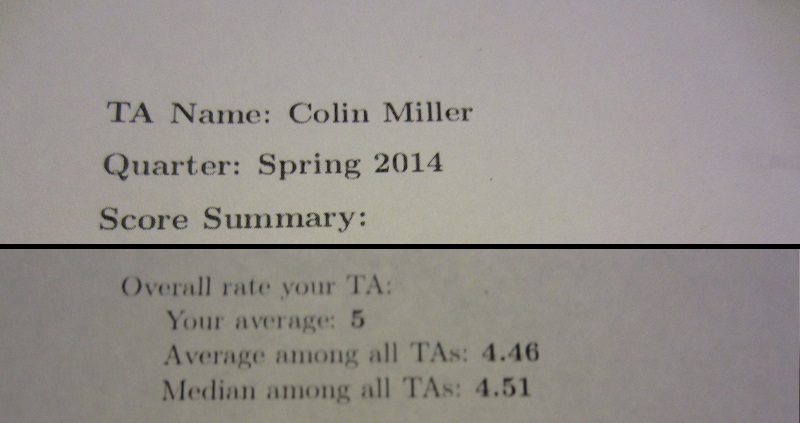 TA Name: Colin Miller
Quarter: Spring 2014
Score Summary:
Overall rate your TA:
Your average: 5
Average among all TAs: 4.46
Median among all TAs: 4.51